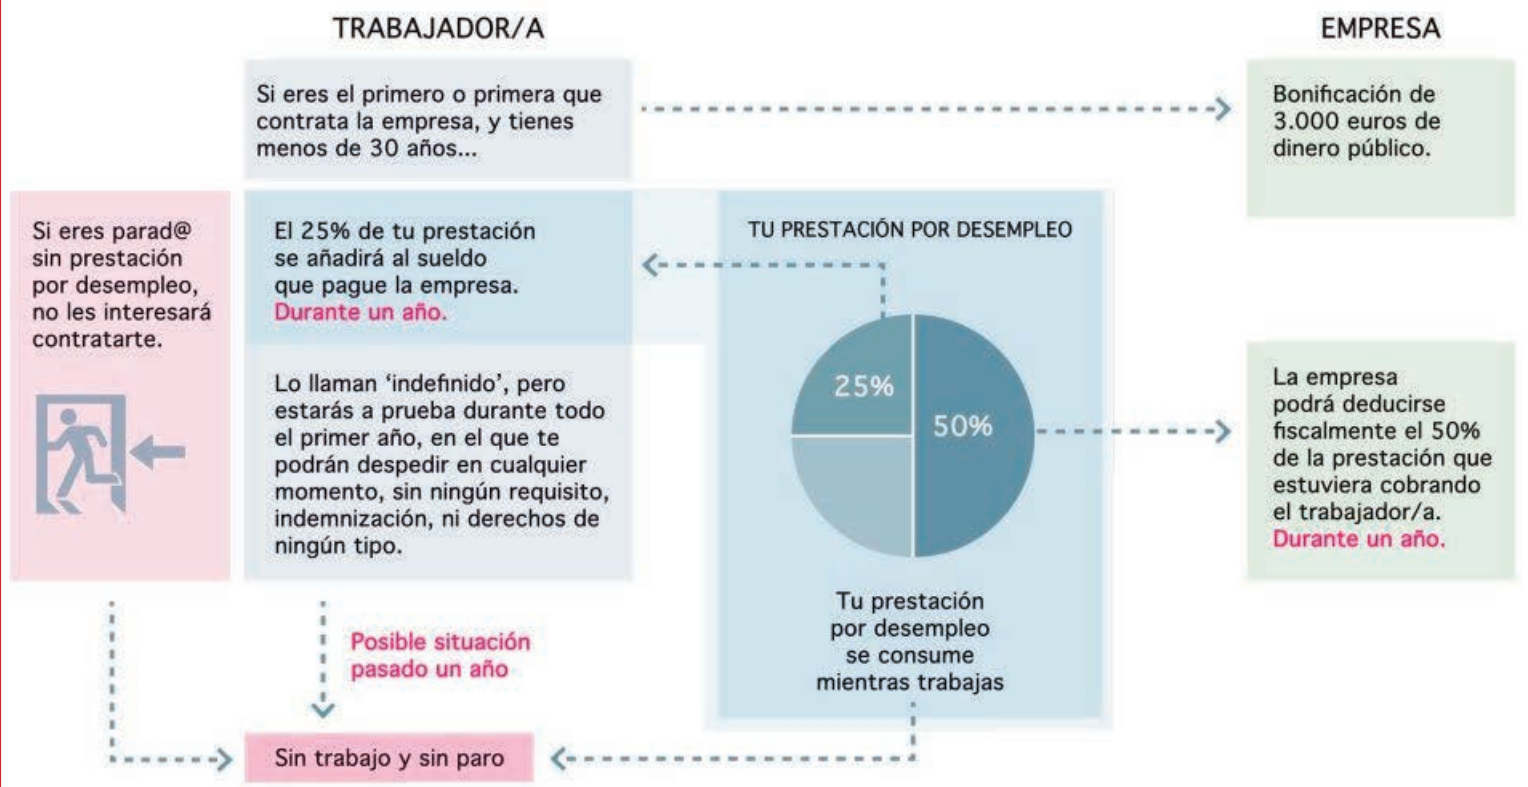 TRABAJADOR/A
EMPRESA
Si eres el primero o primera que
contrata la empresa, y tienes
menos de 30 años...
Bonificación de
3.000 euros de
dinero público.
Si eres parad@
sin prestación
por desempleo,
no les interesará
contratarte.
El 25% de tu prestación
se añadirá al sueldo
que pague la empresa.
Durante un año.
Lo llaman ‘indefinido’, pero
estarás a prueba durante todo
el primer año, en el que te
podrán despedir en cualquier
momento, sin ningún requisito,
indemnización, ni derechos de
ningún tipo.
TU PRESTACIÓN POR DESEMPLEO
25%
50%
Tu prestación
por desempleo
se consume
mientras trabajas
La empresa
podrá deducirse
fiscalmente el 50%
de la prestación que
estuviera cobrando
el trabajador/a.
Durante un año.
Posible situación
pasado un año
Sin trabajo y sin paro